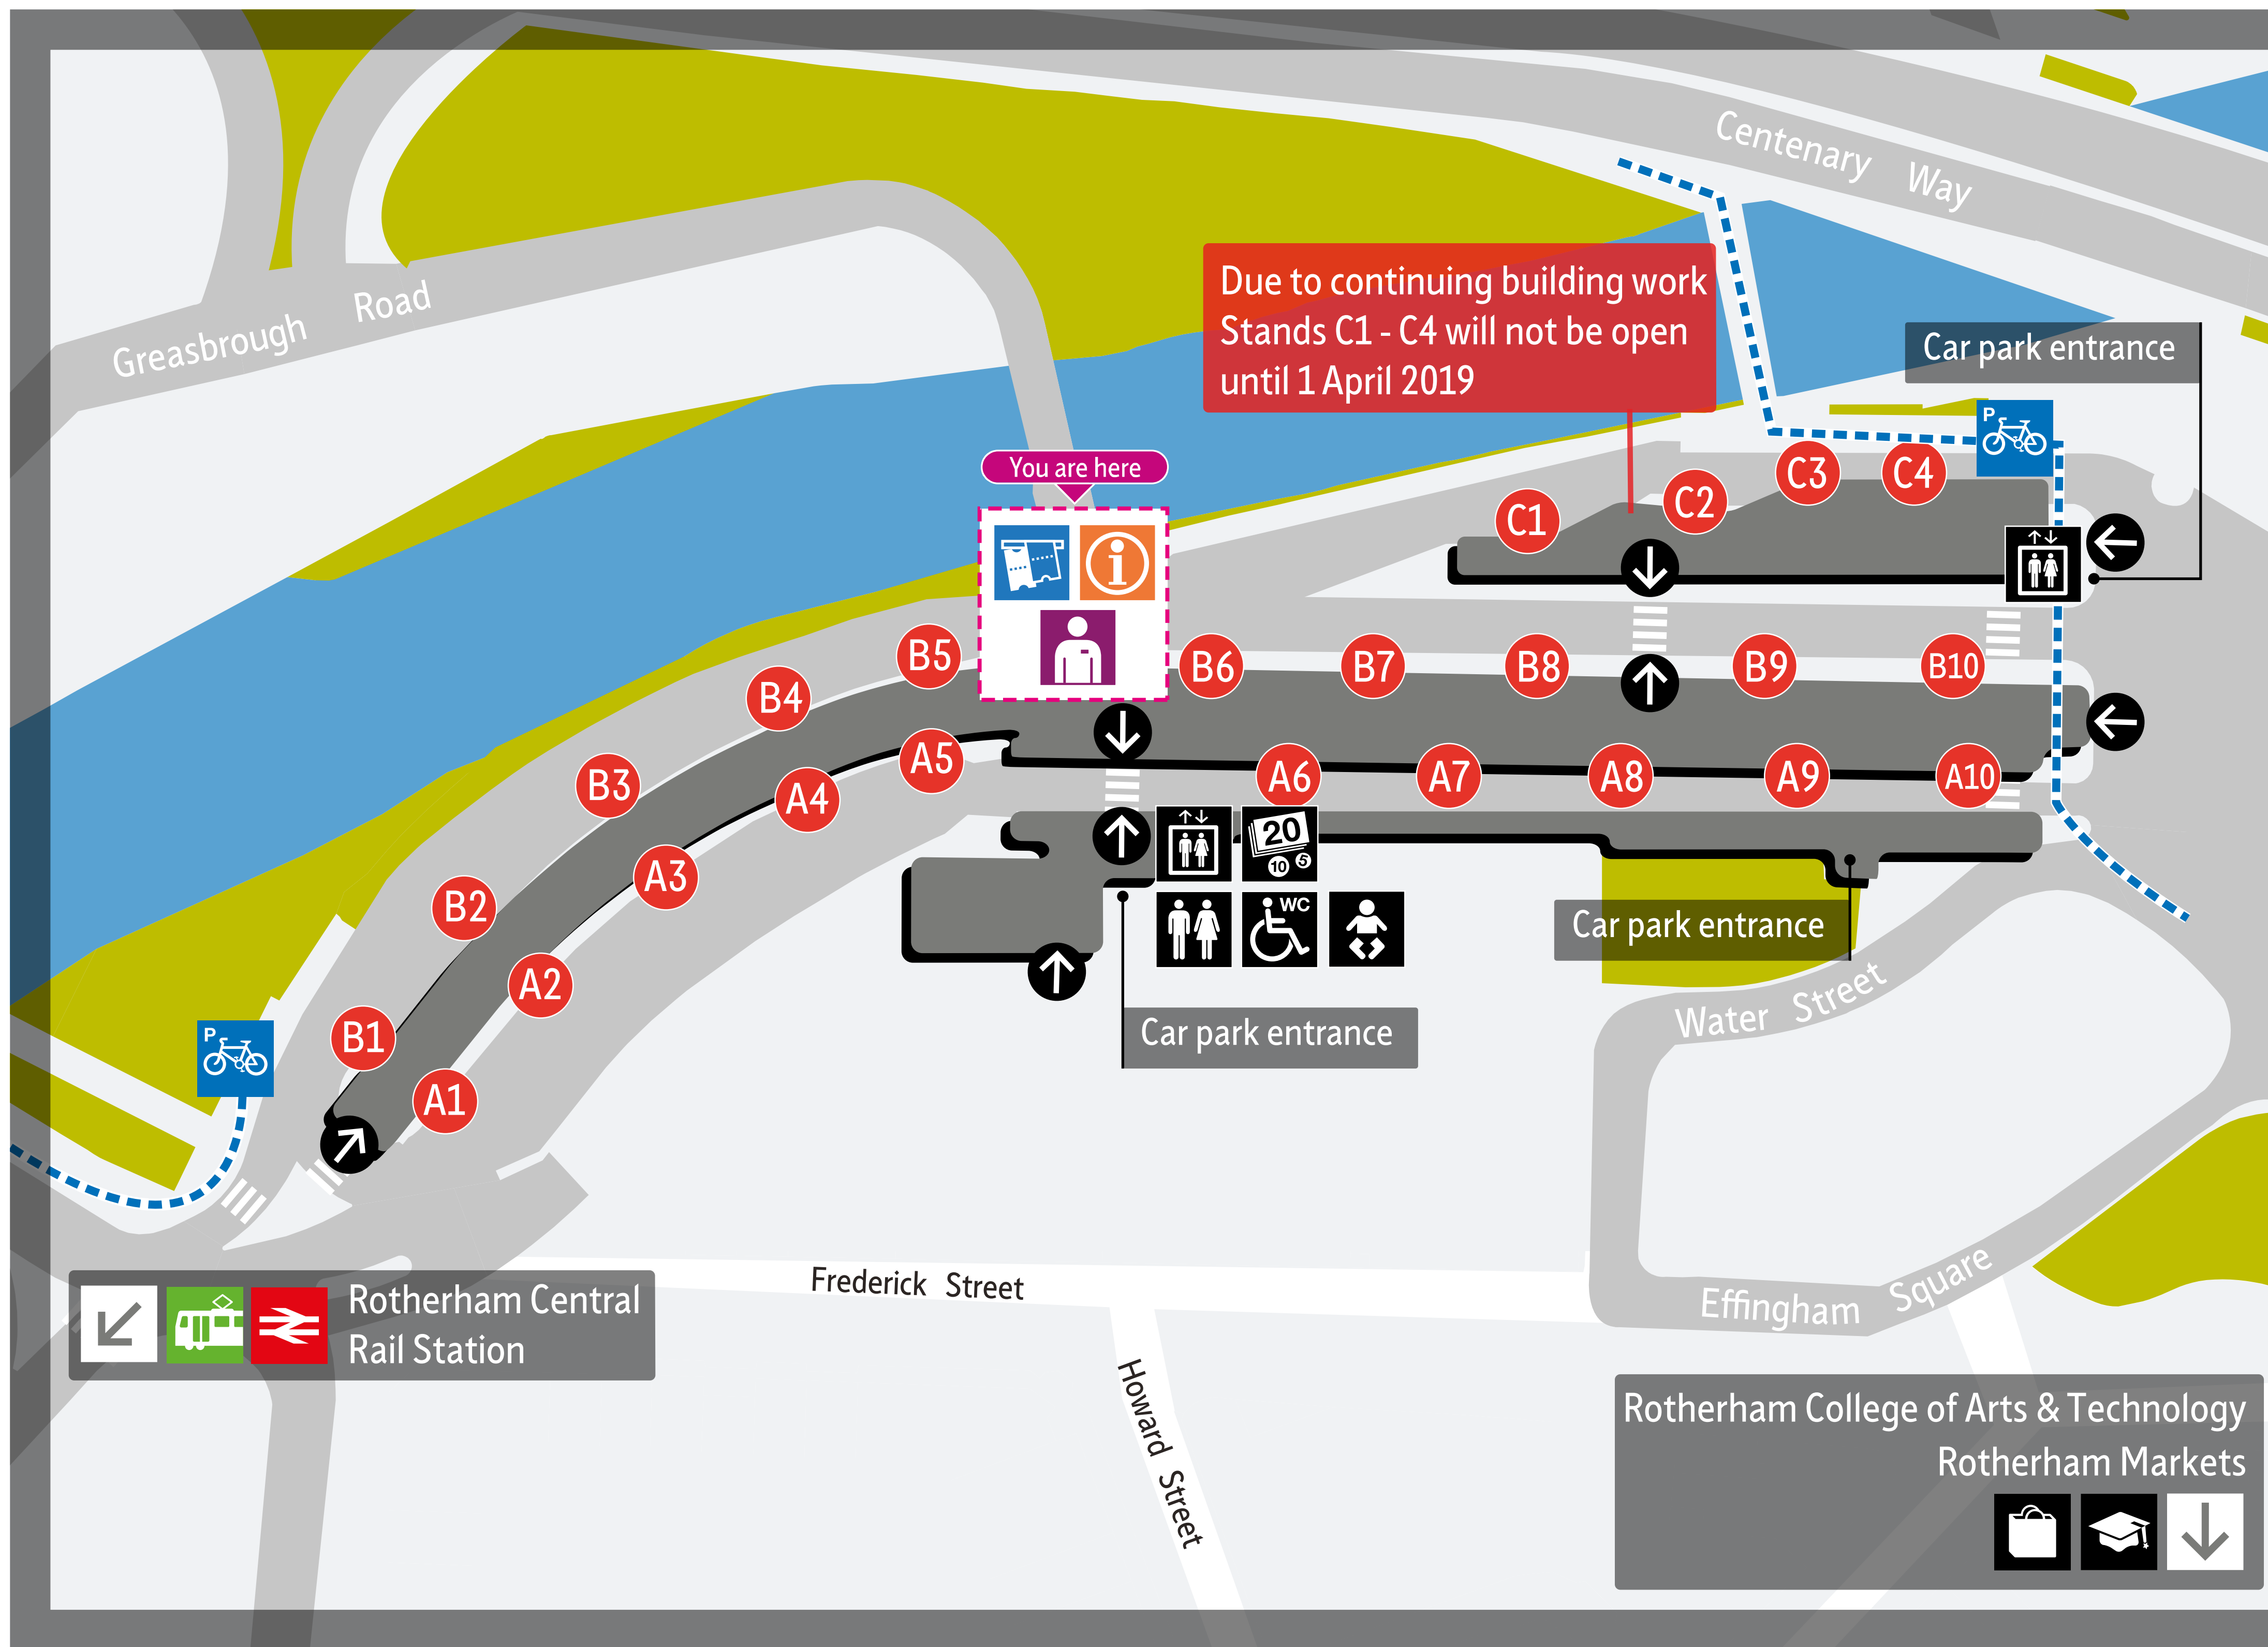 Centenary Way
Greasbrough Road
Due to continuing building work
Stands C1 - C4 will not be open
until 1 April 2019
Car park entrance
P
You are here
C1
C2
C3
C4
i
B5
B6
B7
B8
B9
B10
B4
B3
B2
B1
A5
A6
A7
A8
A9
A10
A4
A3
A2
A1
20
10
5
WC
Car park entrance
Car park entrance
Water Street
P
Frederick Street
Effingham Square
Howard Street
Rotherham Central
Rail Station
Rotherham College of Arts & Technology
Rotherham Markets